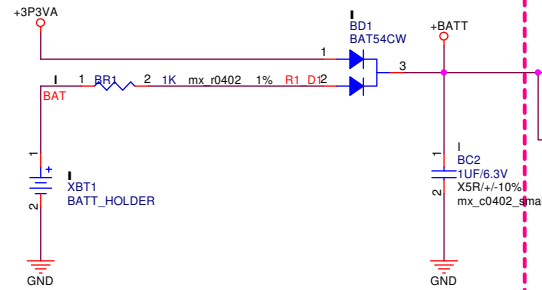 +3P3VA
BD1
BAT54CW
+BATT
1
3
1 BR1 2 1K mx_r0402 1% R1_D1 2
BAT
1
+
XBT1
BATT_HOLDER
2
1
BC2
1UF/6.3V
X5R/+/-10%
mx_c0402_small
2
GND
GND